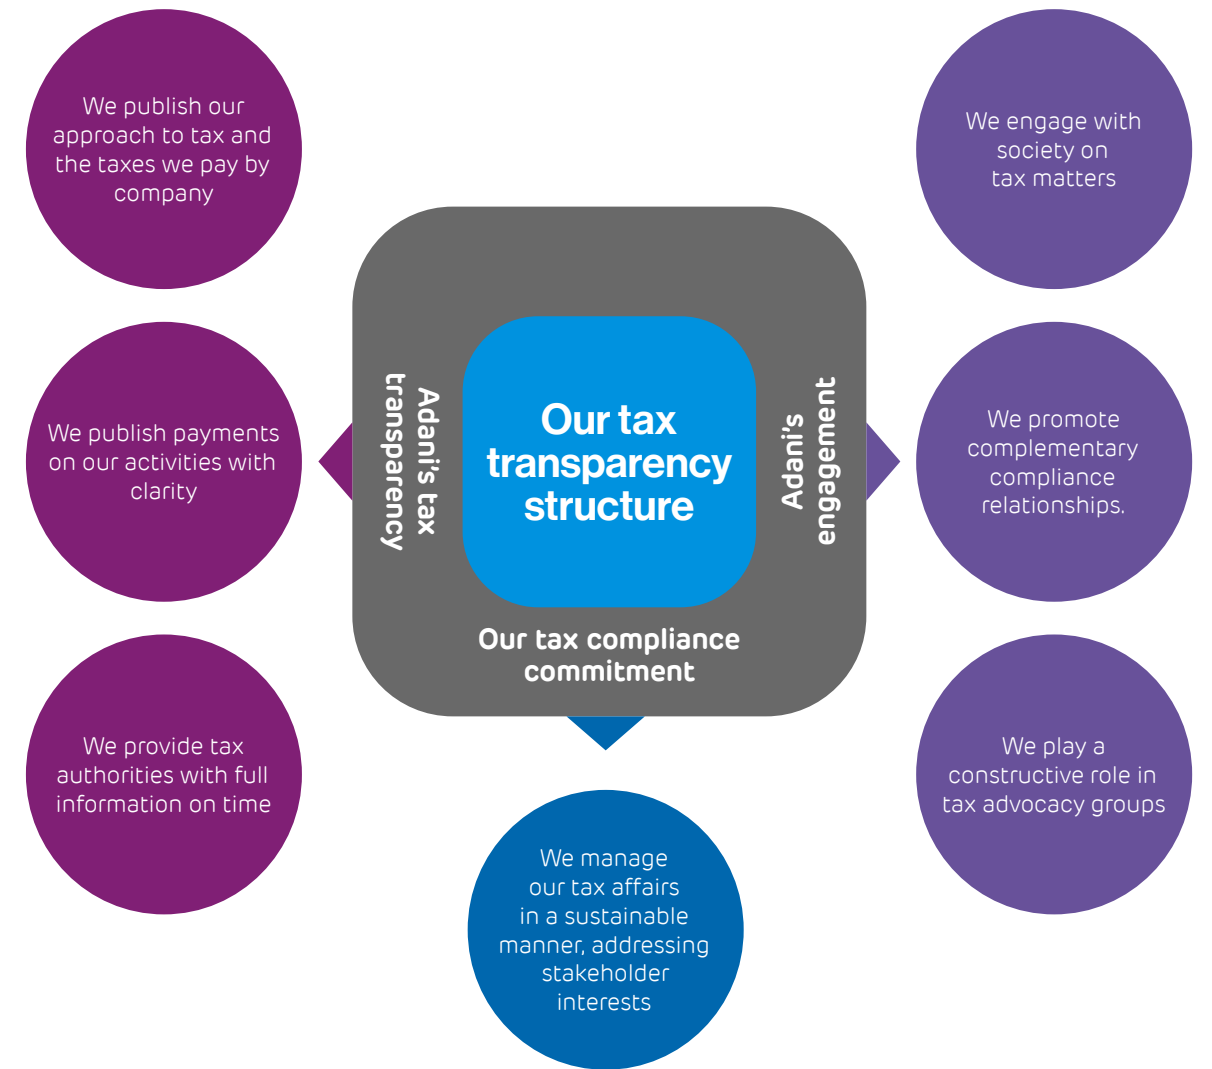 We publish our
approach to tax and
the taxes we pay by
company
We publish payments
on our activities with
clarity
We provide tax
authorities with full
information on time
Adani's tax
transparency
Our tax
transparency
structure
Adani's
engagement
Our tax compliance
commitment
We manage
our tax affairs
in a sustainable
manner, addressing
stakeholder
interests
We engage with
society on
tax matters
We promote
complementary
compliance
relationships.
We play a
constructive role in
tax advocacy groups